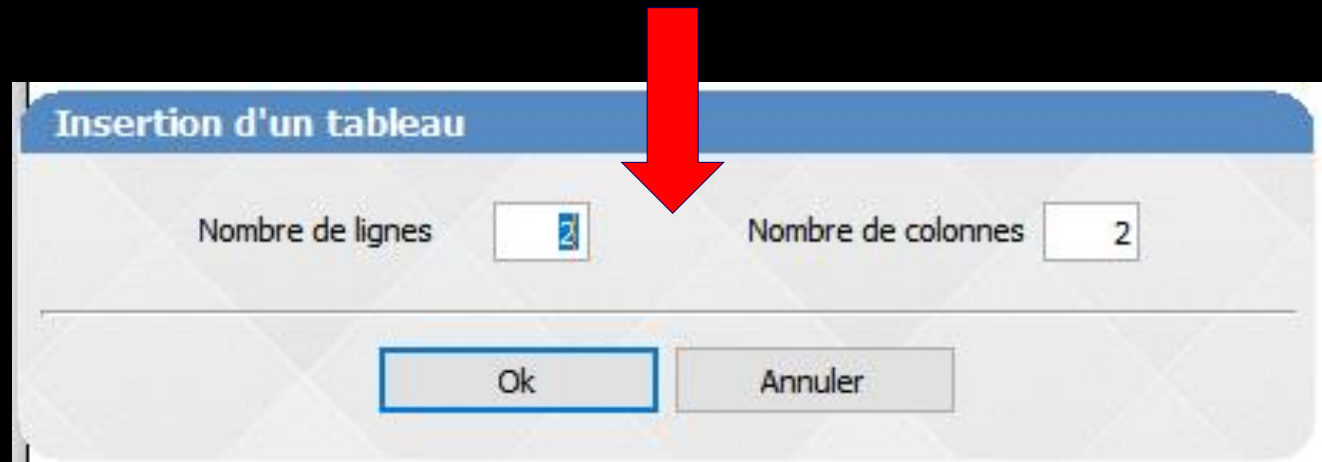 Insertion d'un tableau
Nombre de lignes 2 Nombre de colonnes 2
Ok Annuler